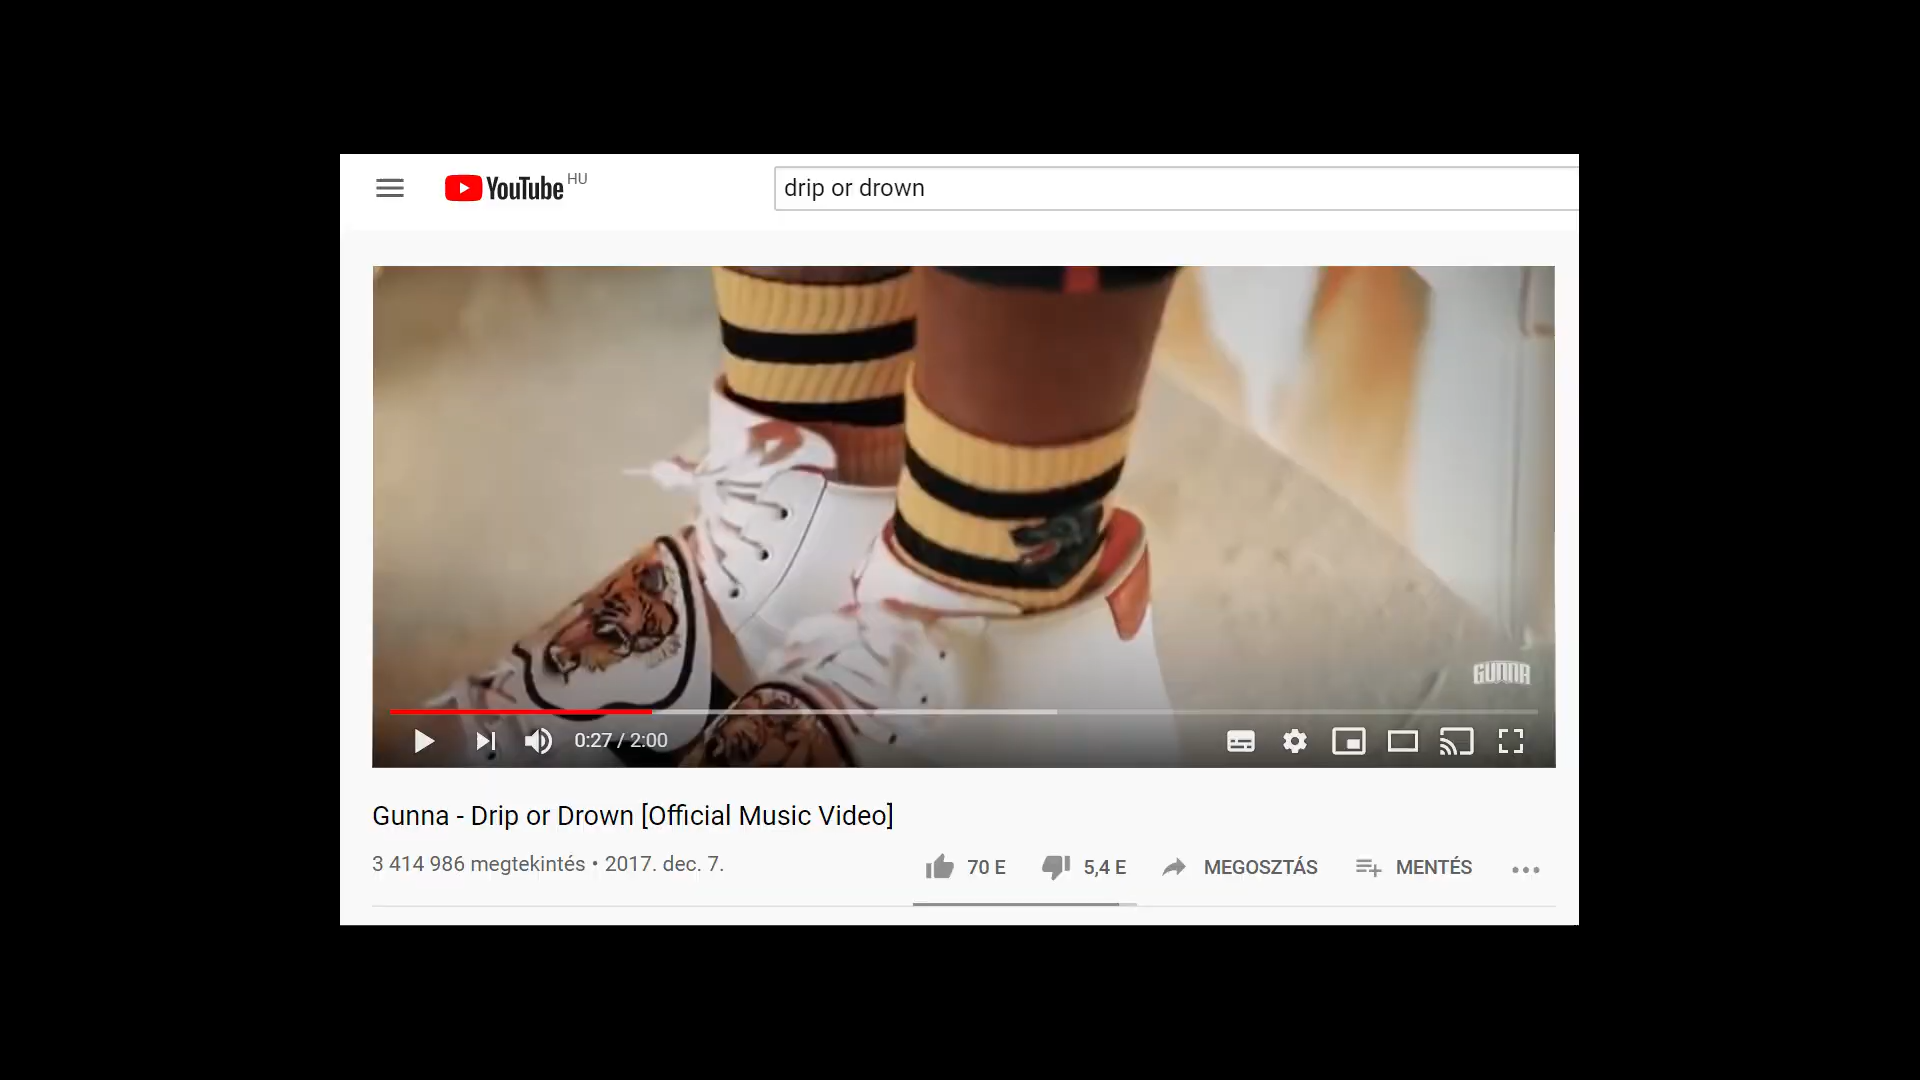 YouTube HU
drip or drown
GUNNA
0:27 / 2:00
Gunna - Drip or Drown [Official Music Video]
3 414 986 megtekintés • 2017. dec. 7.
70 E
5,4 E
MEGOSZTÁS
MENTÉS